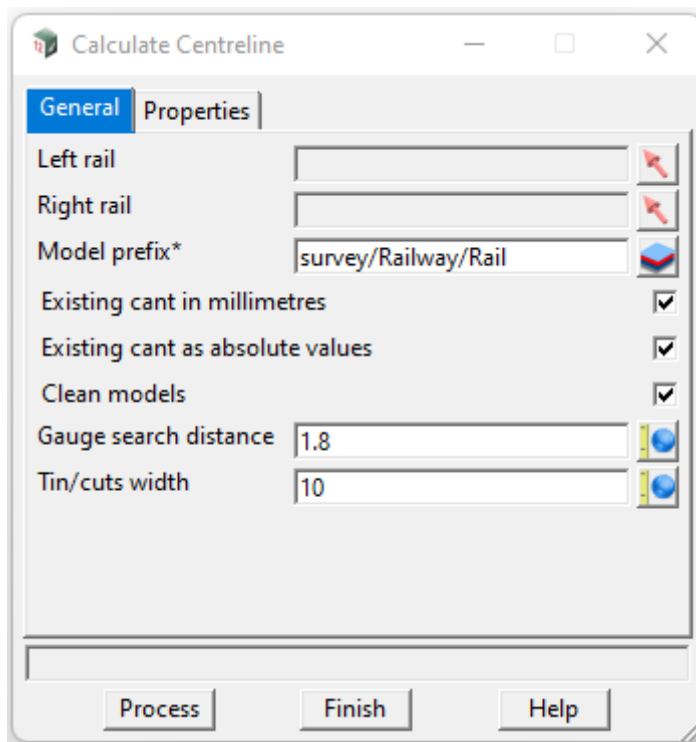 Calculate Centreline
General Properties
Left rail
Right rail
Model prefix* survey/Railway/Rail
Existing cant in millimetres
Existing cant as absolute values
Clean models
Gauge search distance 1.8
Tin/cuts width 10
Process Finish Help